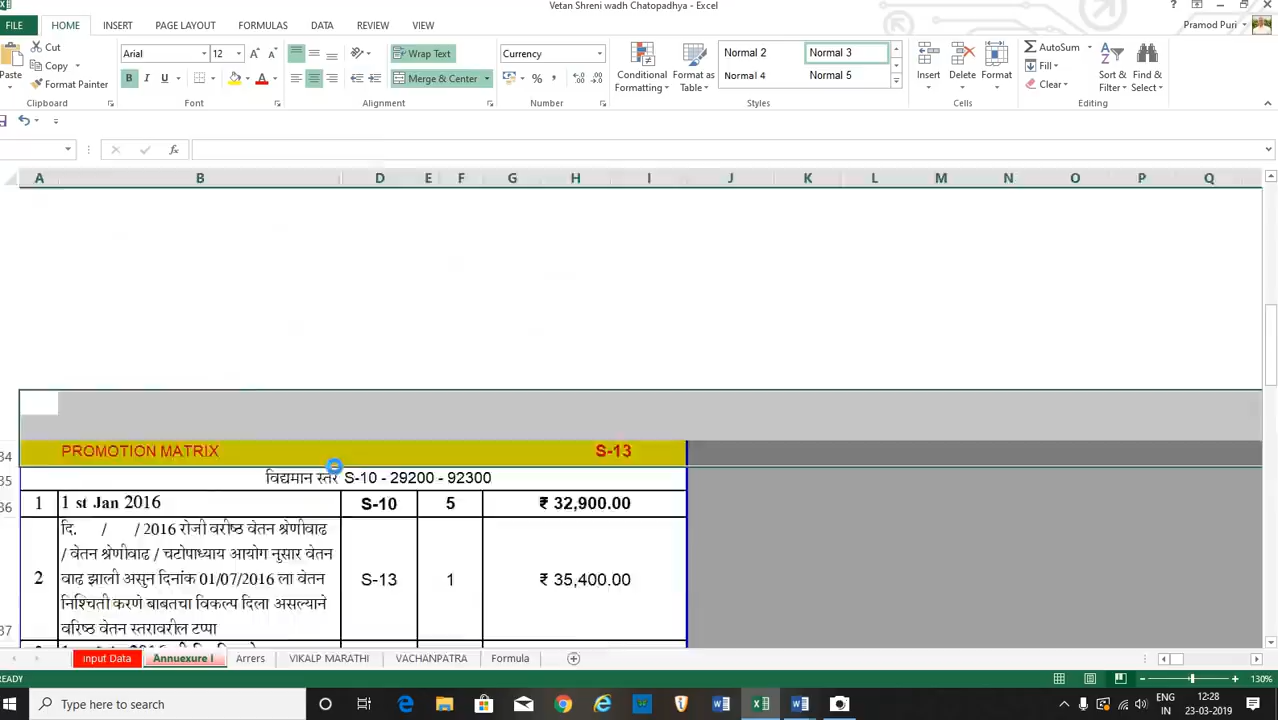 Vetan Shreni wadh Chatopadhya - Excel
FILE HOME INSERT PAGE LAYOUT FORMULAS DATA REVIEW VIEW Pramod Puri
Cut
Copy
Format Painter
Paste
Clipboard
Arial 12
B I U
Font
Wrap Text
Merge & Center
Alignment
Currency
Number
Conditional Formatting
Format as Table
Normal 2 Normal 3
Normal 4 Normal 5
Styles
Insert Delete Format
Cells
AutoSum
Fill
Clear
Sort & Filter
Find & Select
Editing
A B D E F G H I J K L M N O P Q
34 PROMOTION MATRIX S-13
35 विद्यमान स्तर S-10 - 29200 - 92300
36 1 1 st Jan 2016 S-10 5 ₹ 32,900.00
दि. / / 2016 रोजी वरीष्ठ वेतन श्रेणीवाढ
/ वेतन श्रेणीवाढ / चटोपाध्याय आयोग नुसार वेतन
2 वाढ झाली असुन दिनांक 01/07/2016 ला वेतन S-13 1 ₹ 35,400.00
निश्चिती करणे बाबतचा विकल्प दिला असल्याने
37 वरिष्ठ वेतन स्तरावरील टप्पा
Input Data Annuexure I Arrers VIKALP MARATHI VACHANPATRA Formula
READY 130%
Type here to search
ENG
IN
12:28
23-03-2019